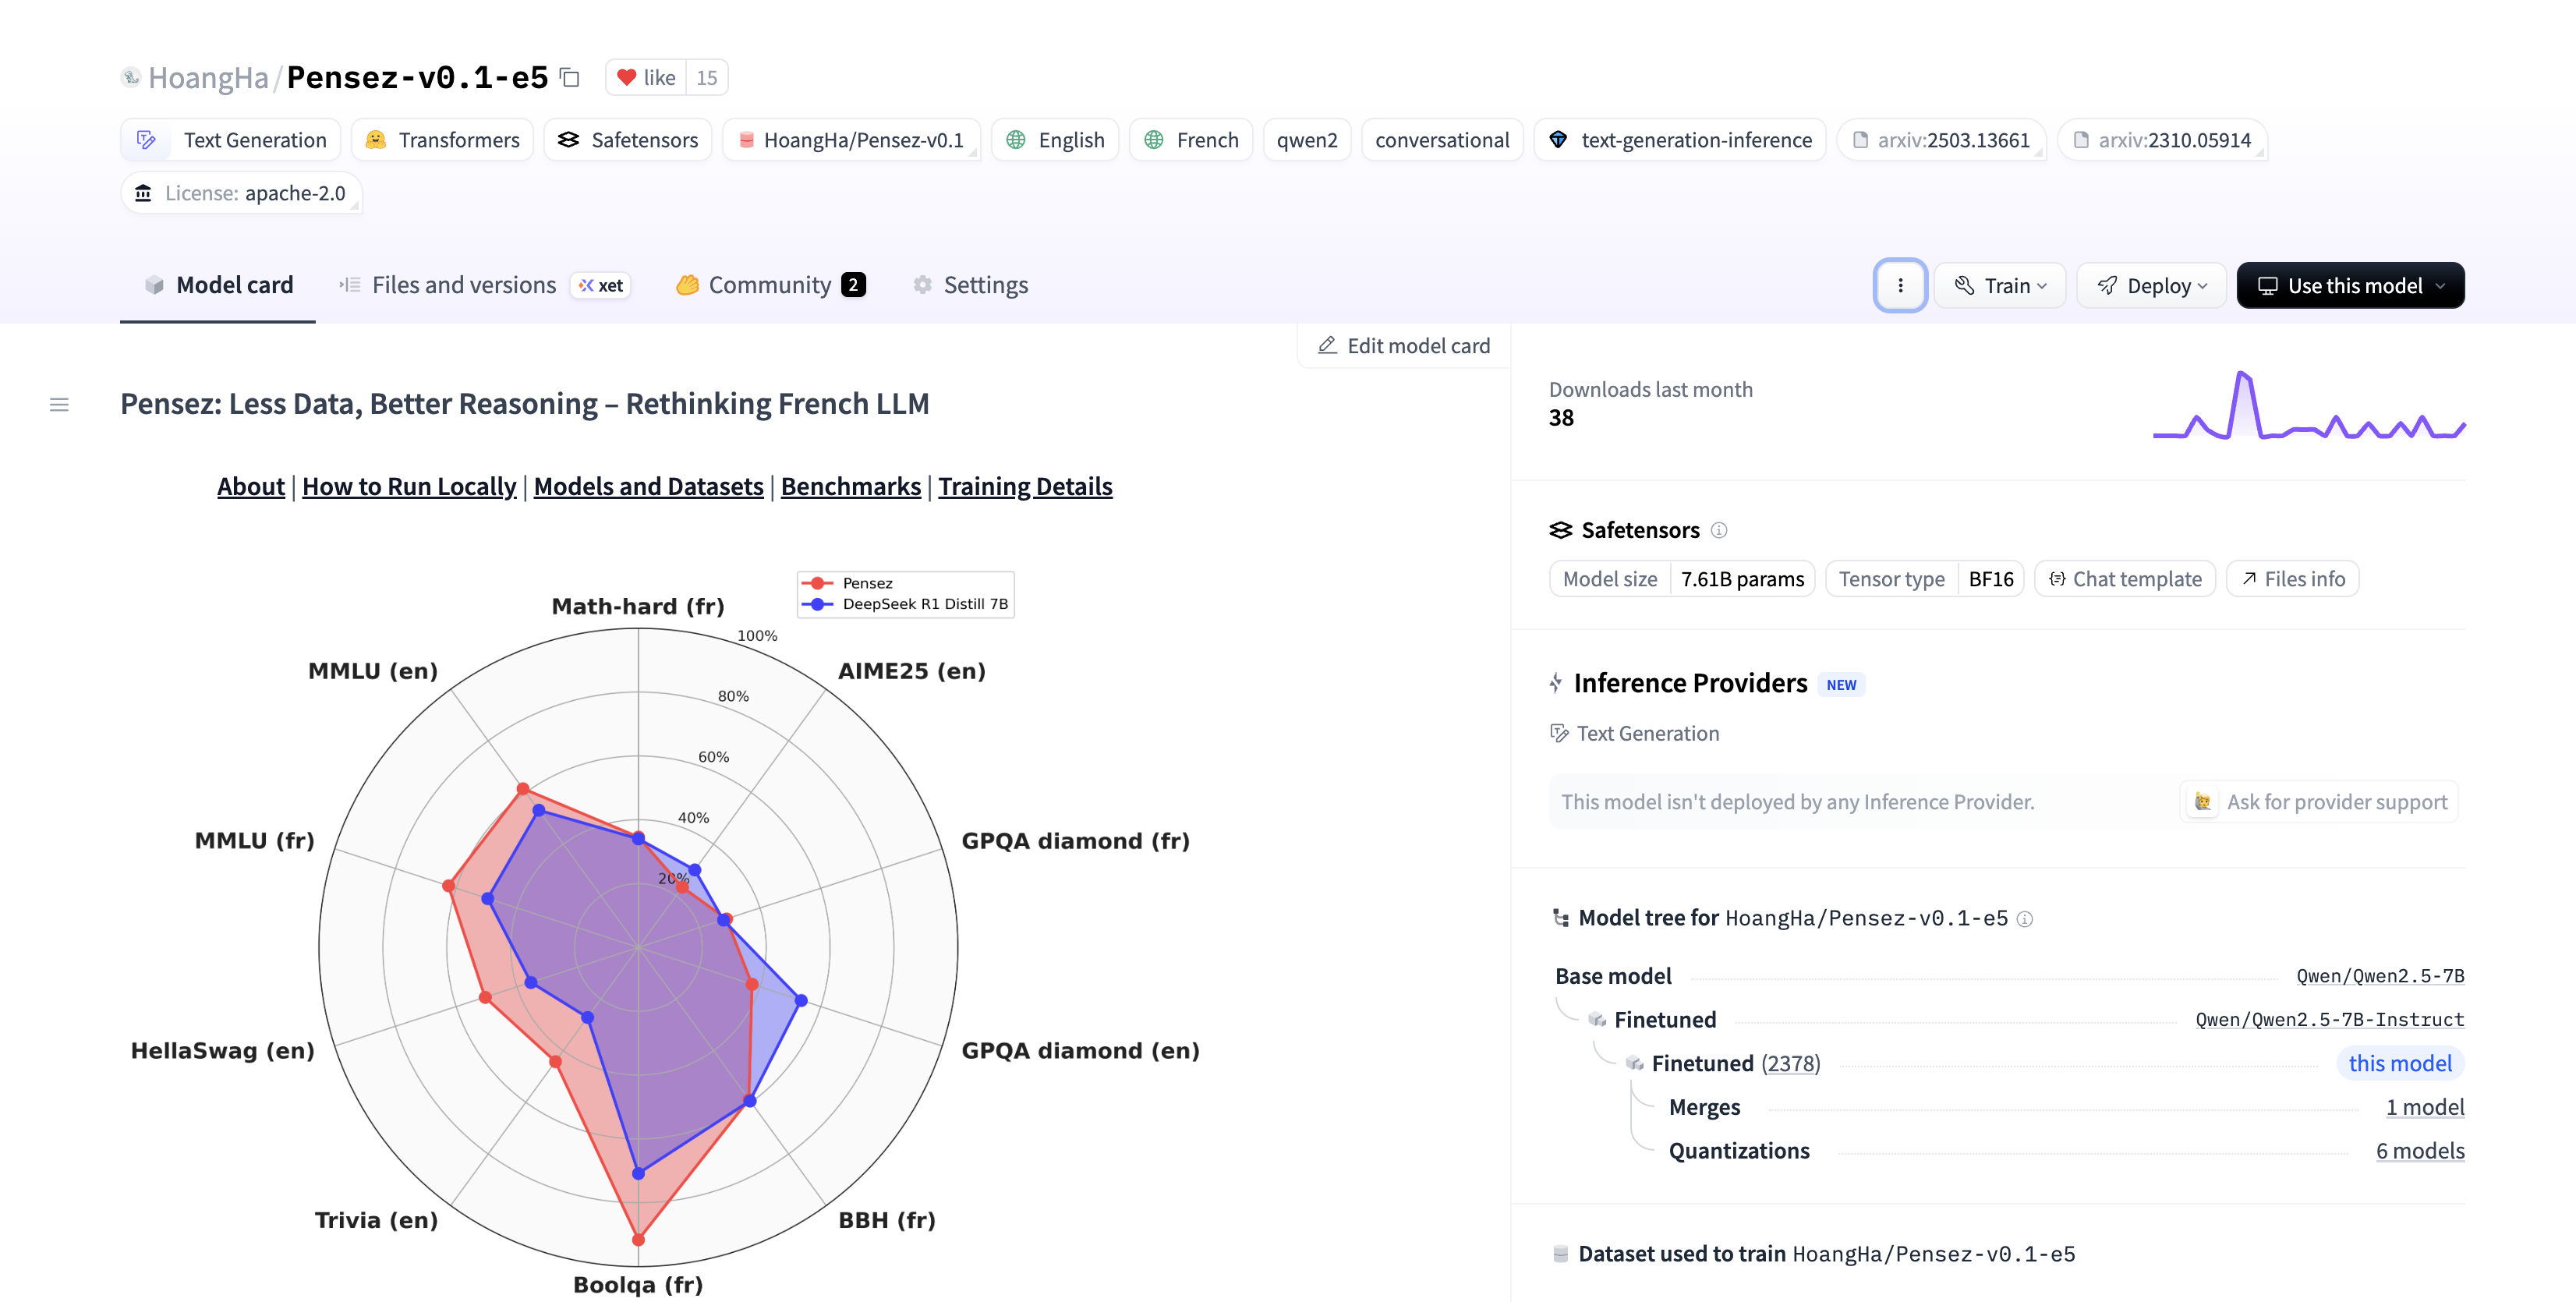 HoangHa/Pensez-v0.1-e5 like 15
Text Generation Transformers Safetensors HoangHa/Pensez-v0.1 English French qwen2 conversational text-generation-inference arxiv:2503.13661 arxiv:2310.05914
License: apache-2.0
Model card Files and versions xet Community 2 Settings Train Deploy Use this model
Edit model card
Pensez: Less Data, Better Reasoning – Rethinking French LLM
About | How to Run Locally | Models and Datasets | Benchmarks | Training Details
Pensez
DeepSeek R1 Distill 7B
Math-hard (fr)
100%
MMLU (en)
AIME25 (en)
80%
60%
40%
MMLU (fr)
GPQA diamond (fr)
20%
HellaSwag (en)
GPQA diamond (en)
Trivia (en)
BBH (fr)
Boolqa (fr)
Downloads last month
38
Safetensors
Model size 7.61B params Tensor type BF16 Chat template Files info
Inference Providers NEW
Text Generation
This model isn't deployed by any Inference Provider. Ask for provider support
Model tree for HoangHa/Pensez-v0.1-e5
Base model Qwen/Qwen2.5-7B
Finetuned Qwen/Qwen2.5-7B-Instruct
Finetuned (2378) this model
Merges 1 model
Quantizations 6 models
Dataset used to train HoangHa/Pensez-v0.1-e5